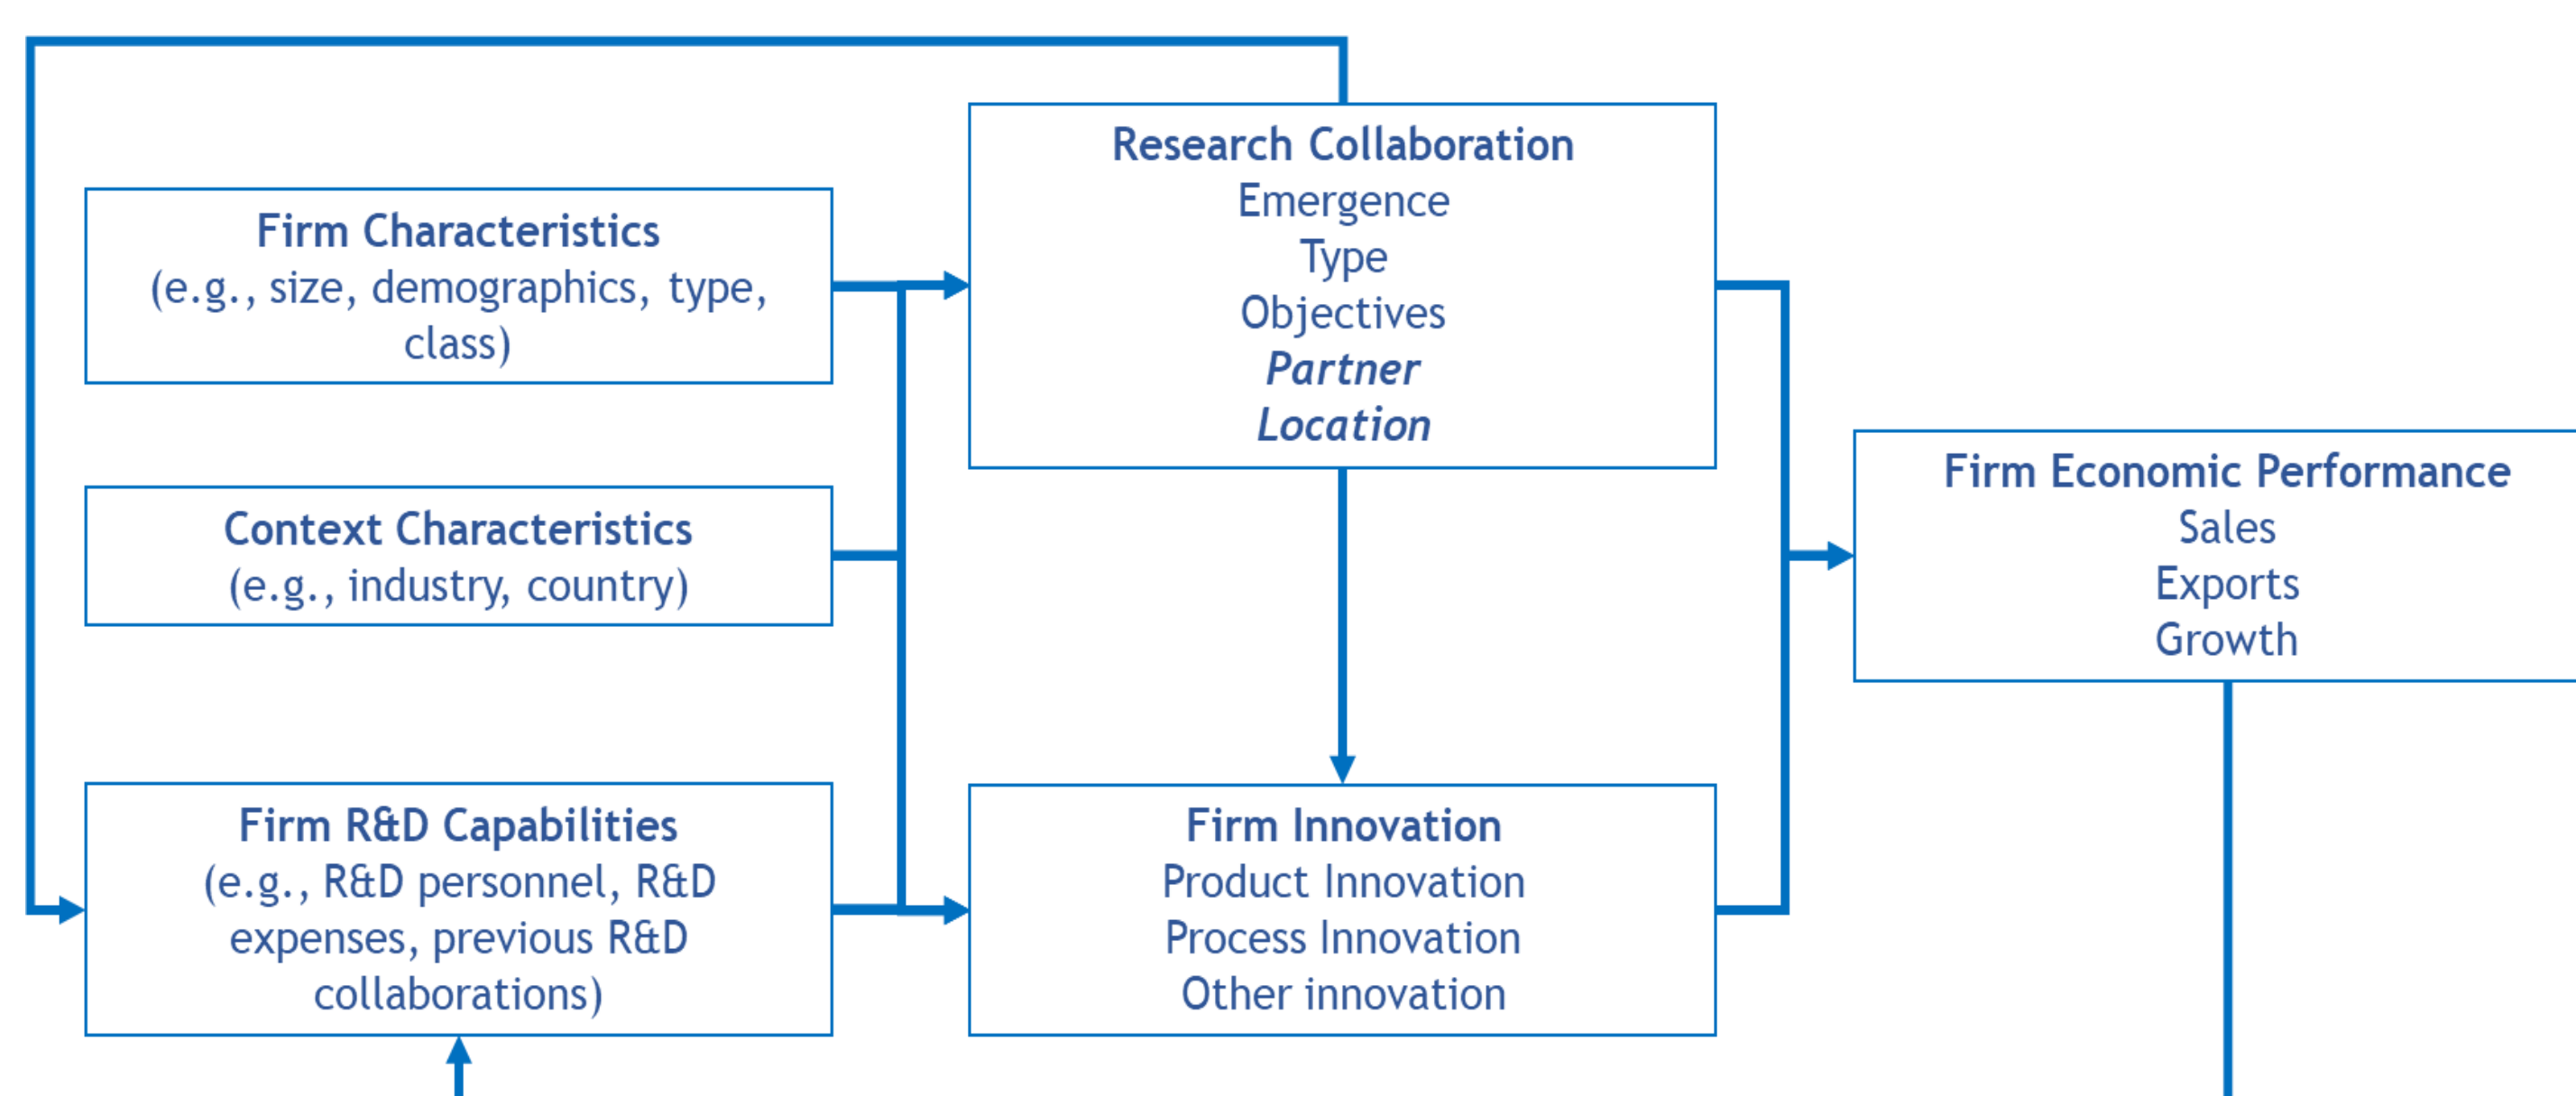 Research Collaboration
Emergence
Type
Objectives
Partner
Location
Firm Characteristics
(e.g., size, demographics, type,
class)
Context Characteristics
(e.g., industry, country)
Firm R&D Capabilities
(e.g., R&D personnel, R&D
expenses, previous R&D
collaborations)
Firm Innovation
Product Innovation
Process Innovation
Other innovation
Firm Economic Performance
Sales
Exports
Growth